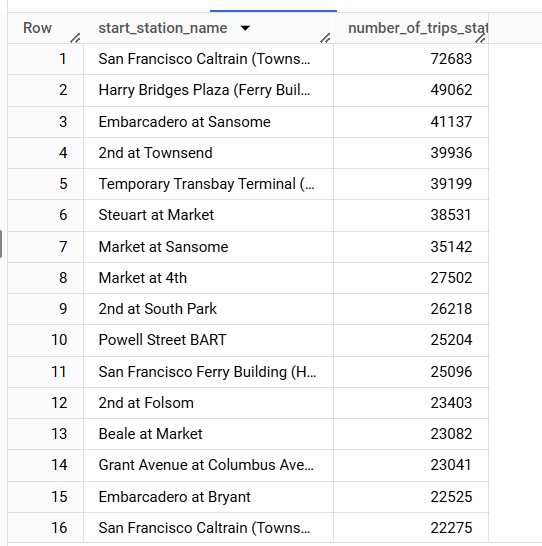 Row start_station_name number_of_trips_stat
1 San Francisco Caltrain (Towns... 72683
2 Harry Bridges Plaza (Ferry Buil... 49062
3 Embarcadero at Sansome 41137
4 2nd at Townsend 39936
5 Temporary Transbay Terminal (... 39199
6 Steuart at Market 38531
7 Market at Sansome 35142
8 Market at 4th 27502
9 2nd at South Park 26218
10 Powell Street BART 25204
11 San Francisco Ferry Building (H... 25096
12 2nd at Folsom 23403
13 Beale at Market 23082
14 Grant Avenue at Columbus Ave... 23041
15 Embarcadero at Bryant 22525
16 San Francisco Caltrain (Towns... 22275